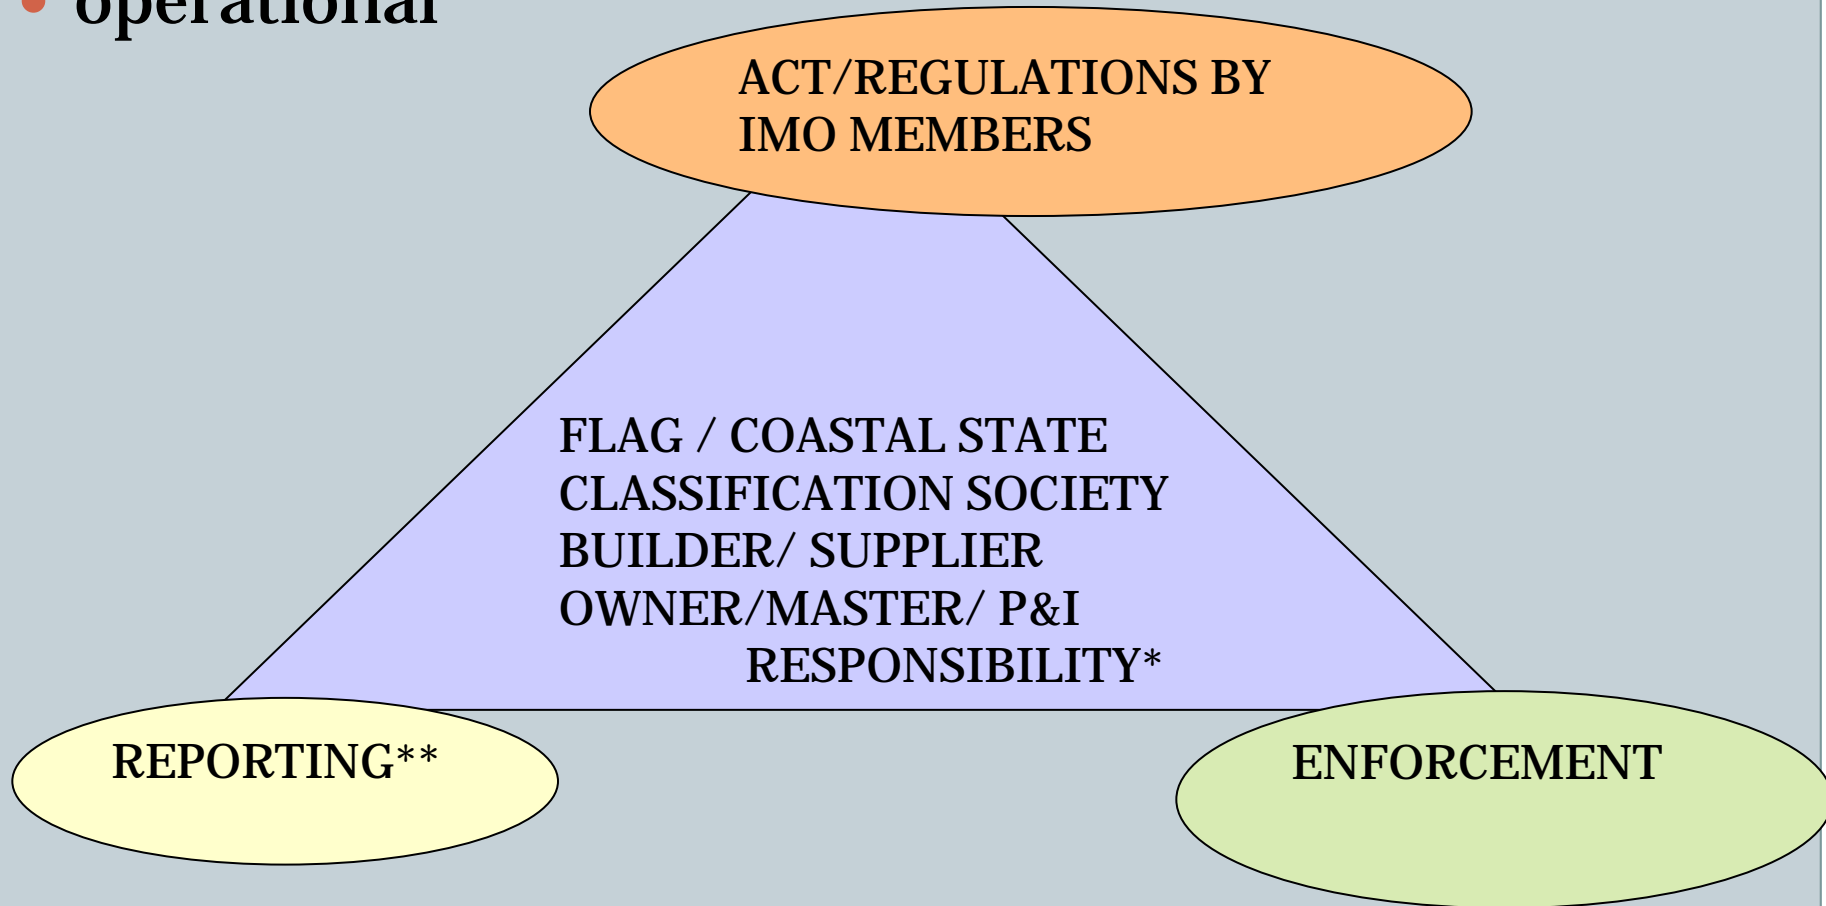 • operational
ACT/REGULATIONS BY
IMO MEMBERS
FLAG / COASTAL STATE
CLASSIFICATION SOCIETY
BUILDER/ SUPPLIER
OWNER/MASTER/ P&I
RESPONSIBILITY*
REPORTING**
ENFORCEMENT